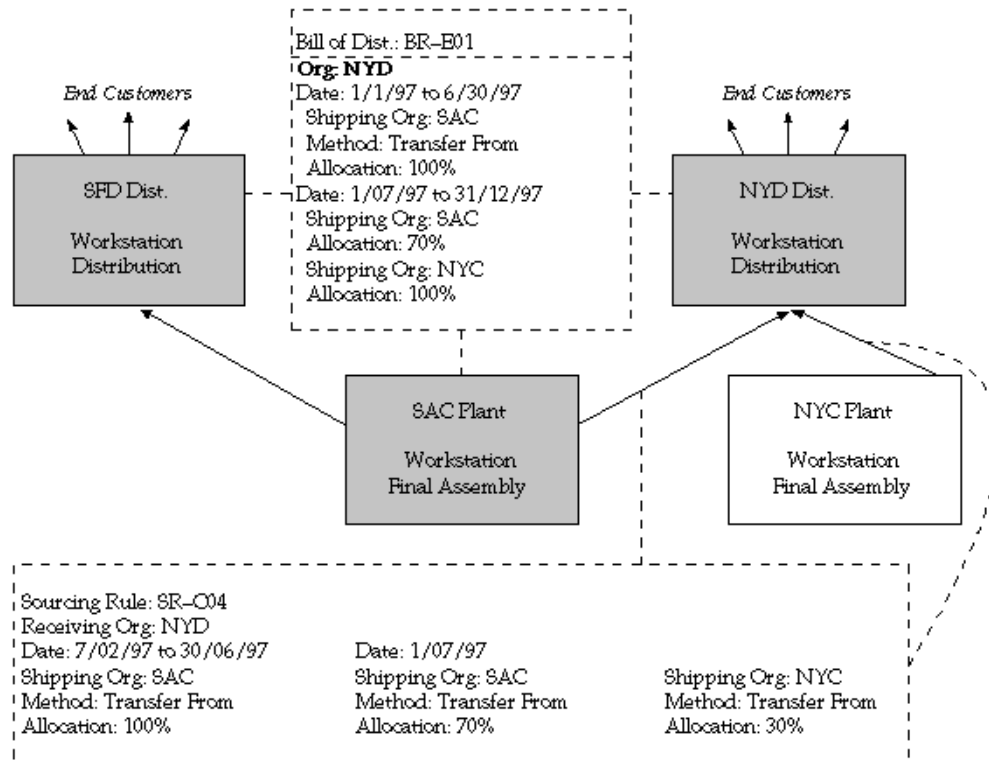 Bill of Dist.: BR–E01
Org: NYD
Date: 1/1/97 to 6/30/97
Shipping Org: SAC
Method: Transfer From
Allocation: 100%
Date: 1/07/97 to 31/12/97
Shipping Org: SAC
Allocation: 70%
Shipping Org: NYC
Allocation: 100%
End Customers
SFD Dist.
Workstation
Distribution
End Customers
NYD Dist.
Workstation
Distribution
SAC Plant
Workstation
Final Assembly
NYC Plant
Workstation
Final Assembly
Sourcing Rule: SR–C04
Receiving Org: NYD
Date: 7/02/97 to 30/06/97
Shipping Org: SAC
Method: Transfer From
Allocation: 100%
Date: 1/07/97
Shipping Org: SAC
Method: Transfer From
Allocation: 70%
Shipping Org: NYC
Method: Transfer From
Allocation: 30%